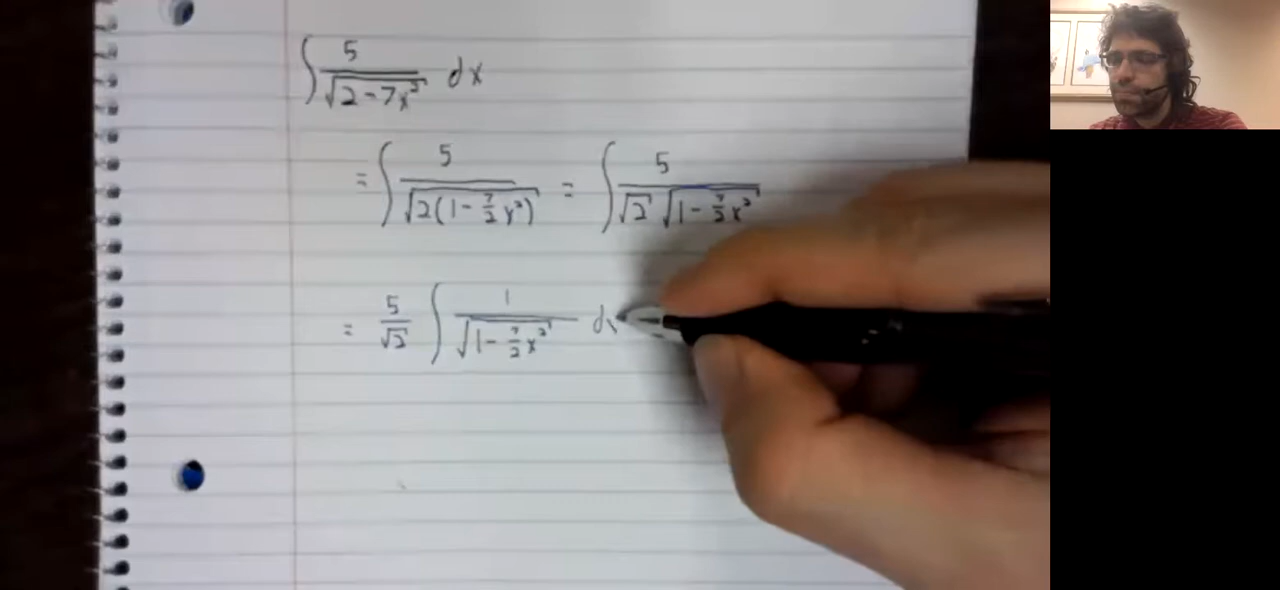 ∫ 5/√(2-7x²) dx
= ∫ 5/√(2(1-7/2 x²)) = ∫ 5/(√2 √(1-7/2 x²))
= 5/√2 ∫ 1/√(1-7/2 x²) dx